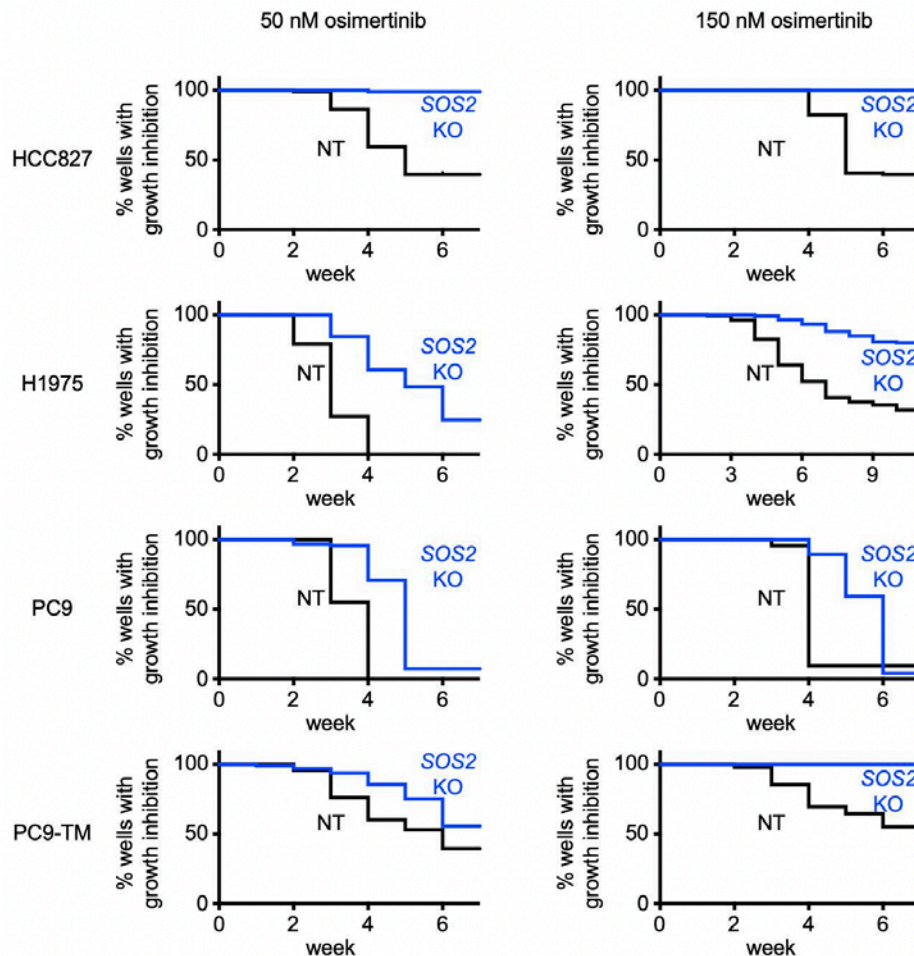 50 nM osimertinib
150 nM osimertinib
HCC827
% wells with
growth inhibition
100
50
0
0 2 4 6
week
NT
SOS2
KO
% wells with
growth inhibition
100
50
0
0 2 4 6
week
NT
SOS2
KO
H1975
% wells with
growth inhibition
100
50
0
0 2 4 6
week
NT
SOS2
KO
% wells with
growth inhibition
100
50
0
0 3 6 9
week
NT
SOS2
KO
PC9
% wells with
growth inhibition
100
50
0
0 2 4 6
week
NT
SOS2
KO
% wells with
growth inhibition
100
50
0
0 2 4 6
week
NT
SOS2
KO
PC9-TM
% wells with
growth inhibition
100
50
0
0 2 4 6
week
NT
SOS2
KO
% wells with
growth inhibition
100
50
0
0 2 4 6
week
NT
SOS2
KO